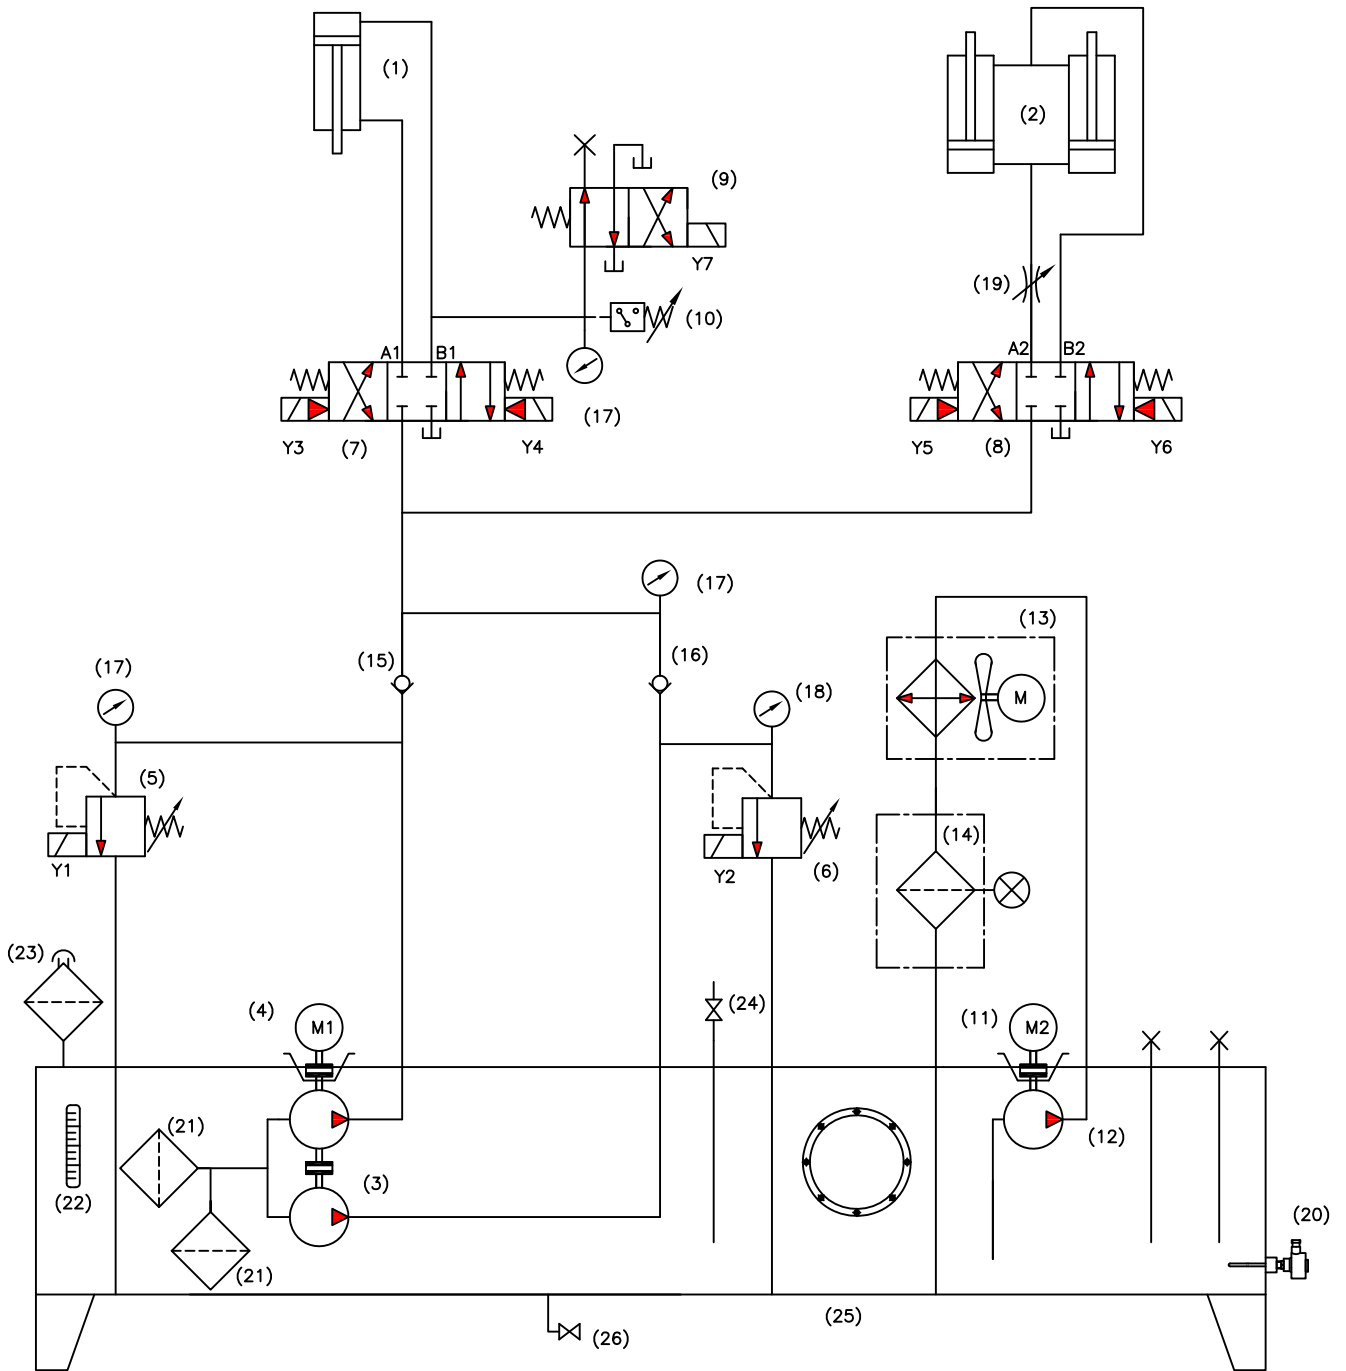 (1)
(2)
(9)
Y7
(19)
(10)
A1
B1
A2
B2
(17)
Y3
(7)
Y4
Y5
(8)
Y6
(17)
(13)
(15)
(16)
(17)
(18)
M
(5)
(14)
Y1
Y2
(6)
(23)
(4)
M1
(24)
(11)
M2
(21)
(12)
(22)
(3)
(20)
(21)
(25)
(26)